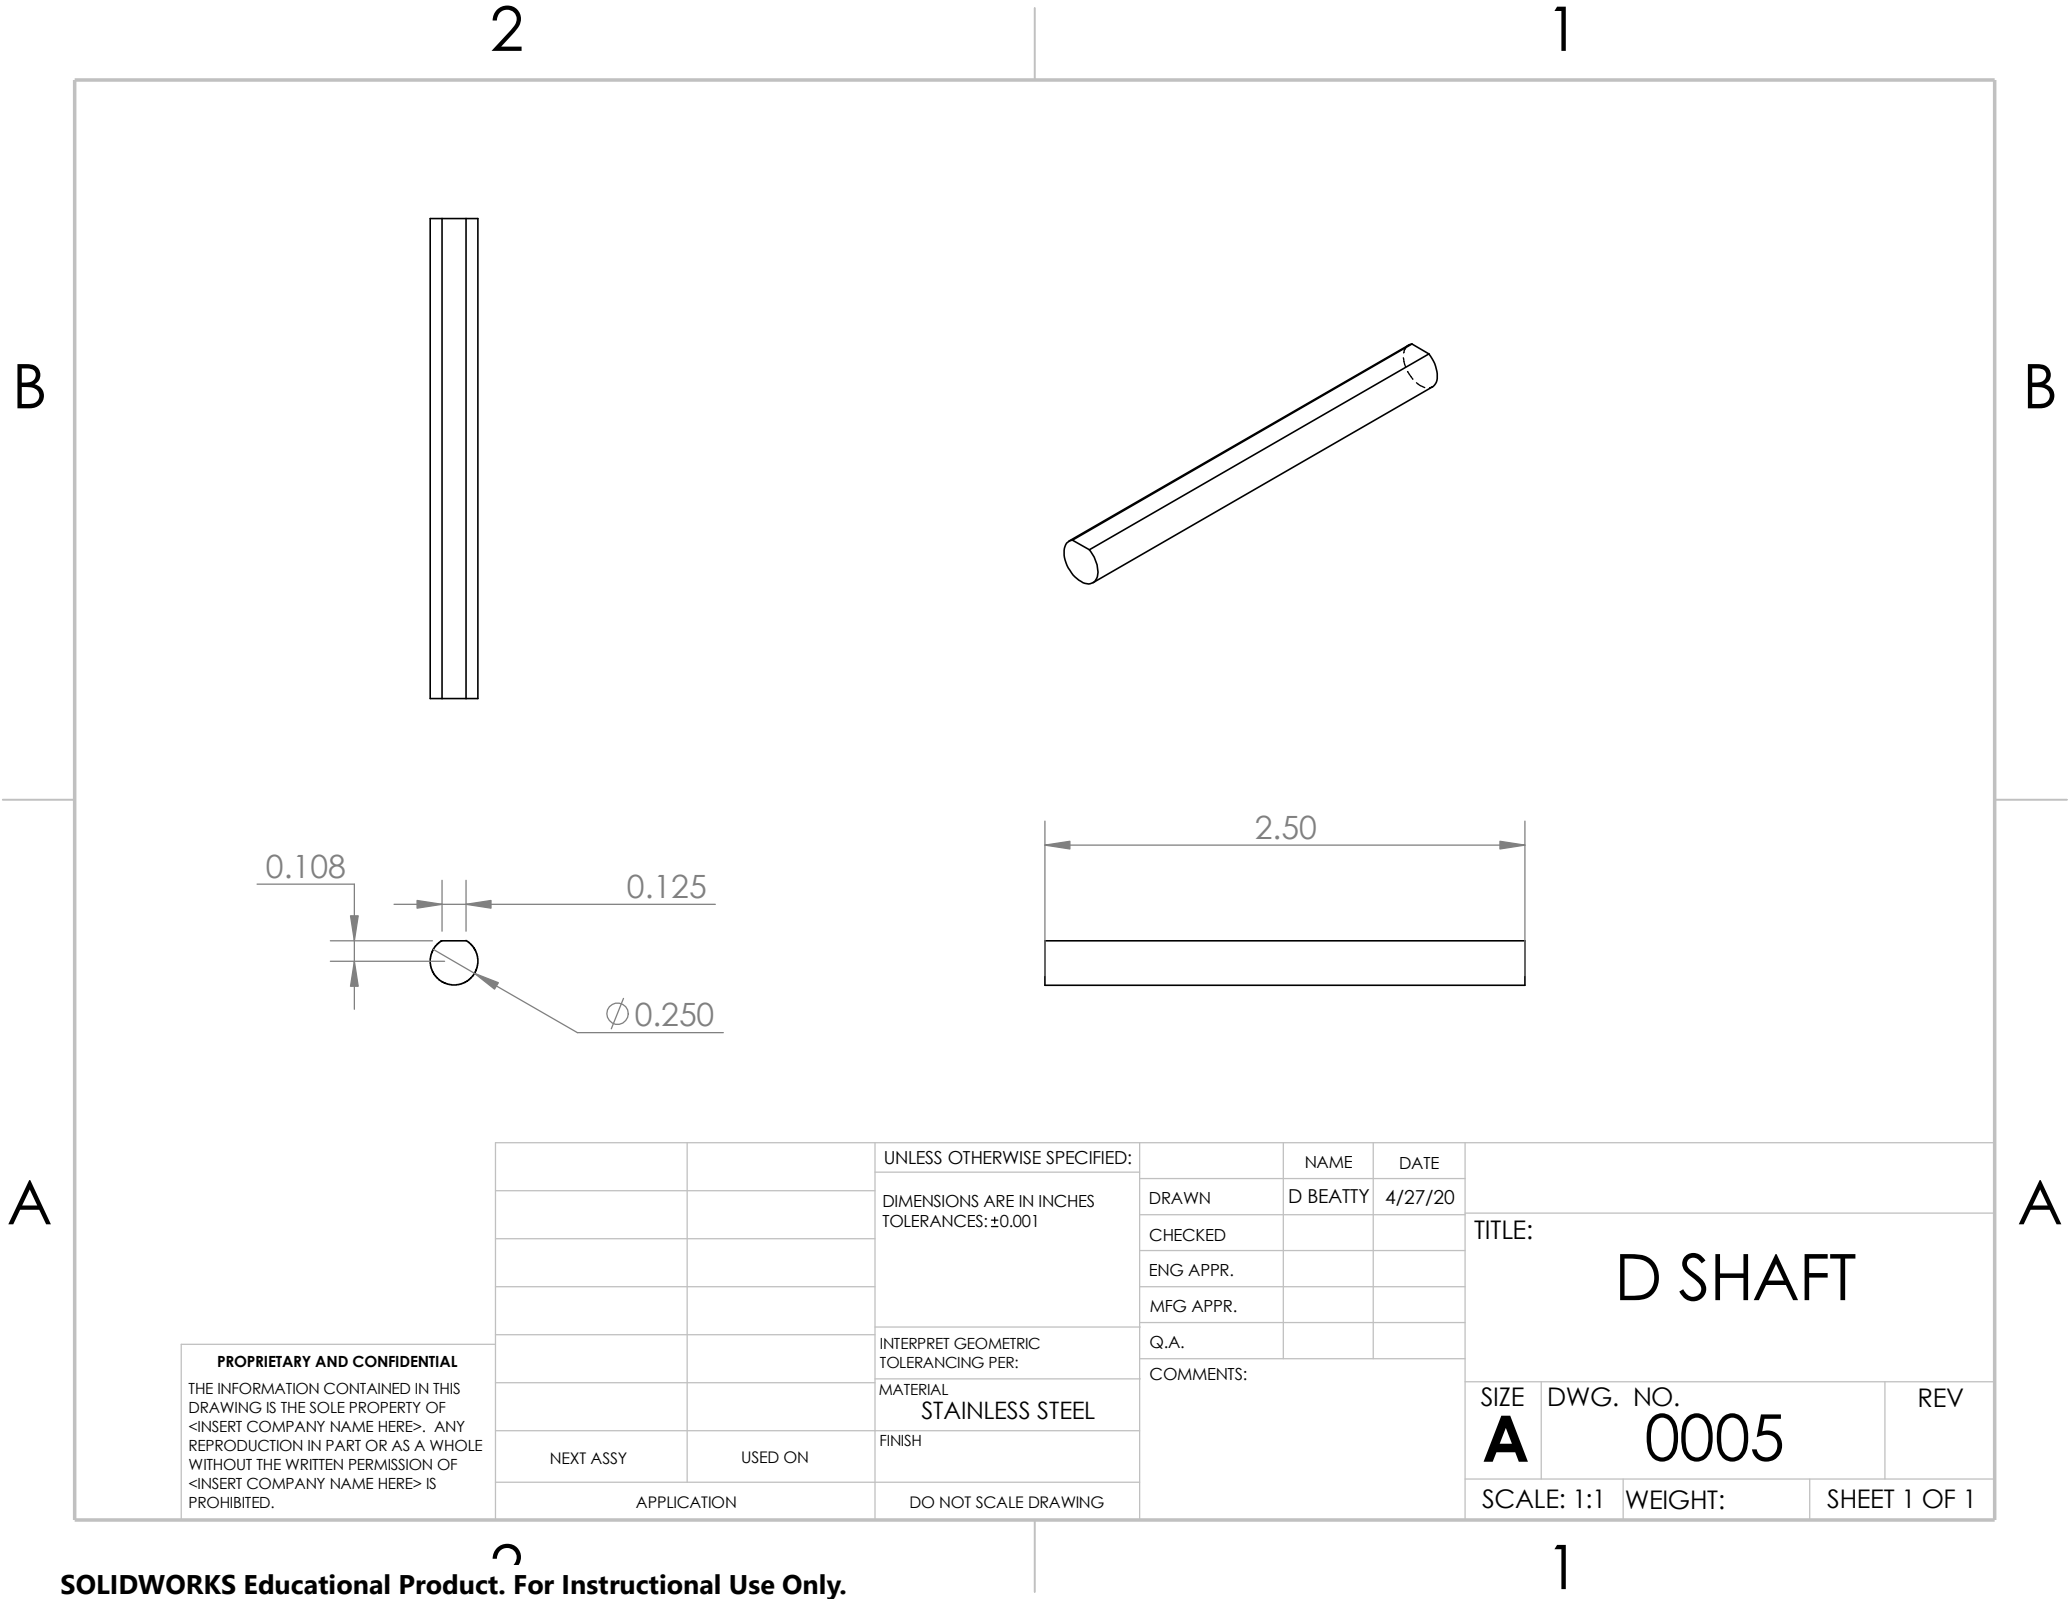 2
1
B
B
2.50
0.108
0.125
∅0.250
A
A
UNLESS OTHERWISE SPECIFIED:
DIMENSIONS ARE IN INCHES
TOLERANCES: ±0.001
INTERPRET GEOMETRIC
TOLERANCING PER:
MATERIAL
STAINLESS STEEL
FINISH
DO NOT SCALE DRAWING
NAME
DATE
DRAWN
D BEATTY
4/27/20
CHECKED
ENG APPR.
MFG APPR.
Q.A.
COMMENTS:
TITLE:
D SHAFT
SIZE
A
DWG. NO.
0005
REV
SCALE: 1:1
WEIGHT:
SHEET 1 OF 1
PROPRIETARY AND CONFIDENTIAL
THE INFORMATION CONTAINED IN THIS
DRAWING IS THE SOLE PROPERTY OF
<INSERT COMPANY NAME HERE>. ANY
REPRODUCTION IN PART OR AS A WHOLE
WITHOUT THE WRITTEN PERMISSION OF
<INSERT COMPANY NAME HERE> IS
PROHIBITED.
NEXT ASSY
USED ON
APPLICATION
2
1
SOLIDWORKS Educational Product. For Instructional Use Only.